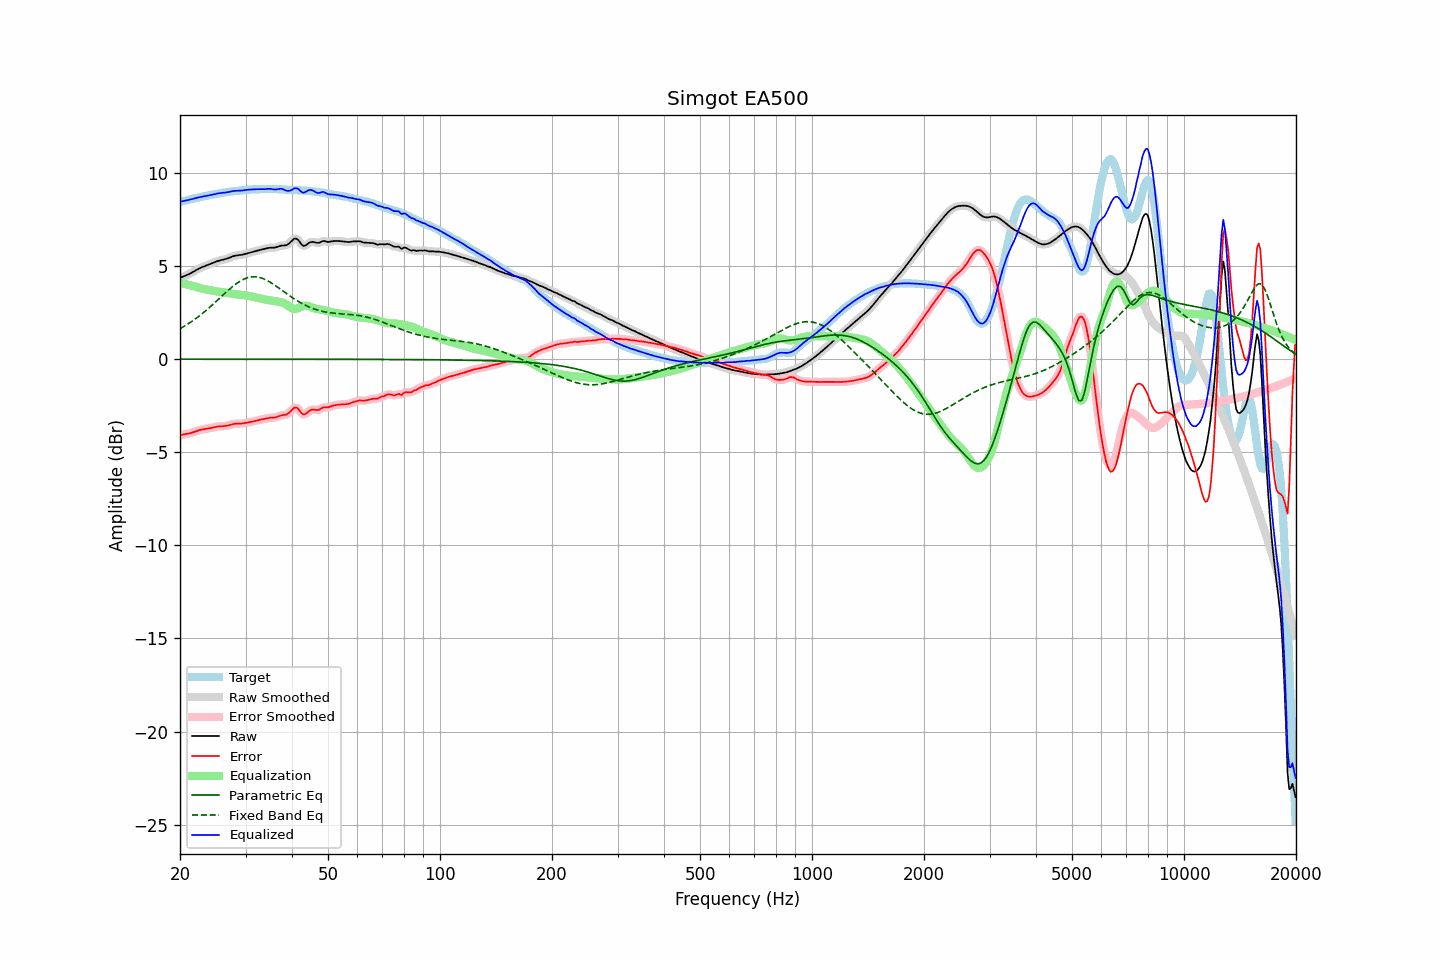 Simgot EA500
Amplitude (dBr)
10
5
0
−5
−10
−15
−20
−25
Target
Raw Smoothed
Error Smoothed
Raw
Error
Equalization
Parametric Eq
Fixed Band Eq
Equalized
20 50 100 200 500 1000 2000 5000 10000 20000
Frequency (Hz)